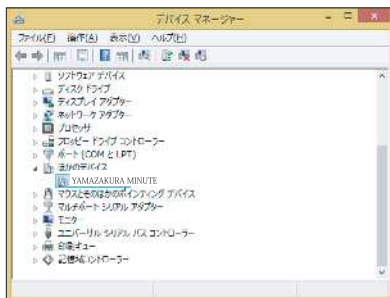 デバイス マネージャー
ファイル(F) 操作(A) 表示(V) ヘルプ(H)
ソフトウェア デバイス
ディスク ドライブ
ディスプレイ アダプター
ネットワーク アダプター
プロセッサ
フロッピー ドライブ コントローラー
ポート (COM と LPT)
ほかのデバイス
YAMAZAKURA MINUTE
マウスとそのほかのポインティング デバイス
マルチポート シリアル アダプター
モニター
ユニバーサル シリアル バス コントローラー
印刷キュー
記憶域コントローラー